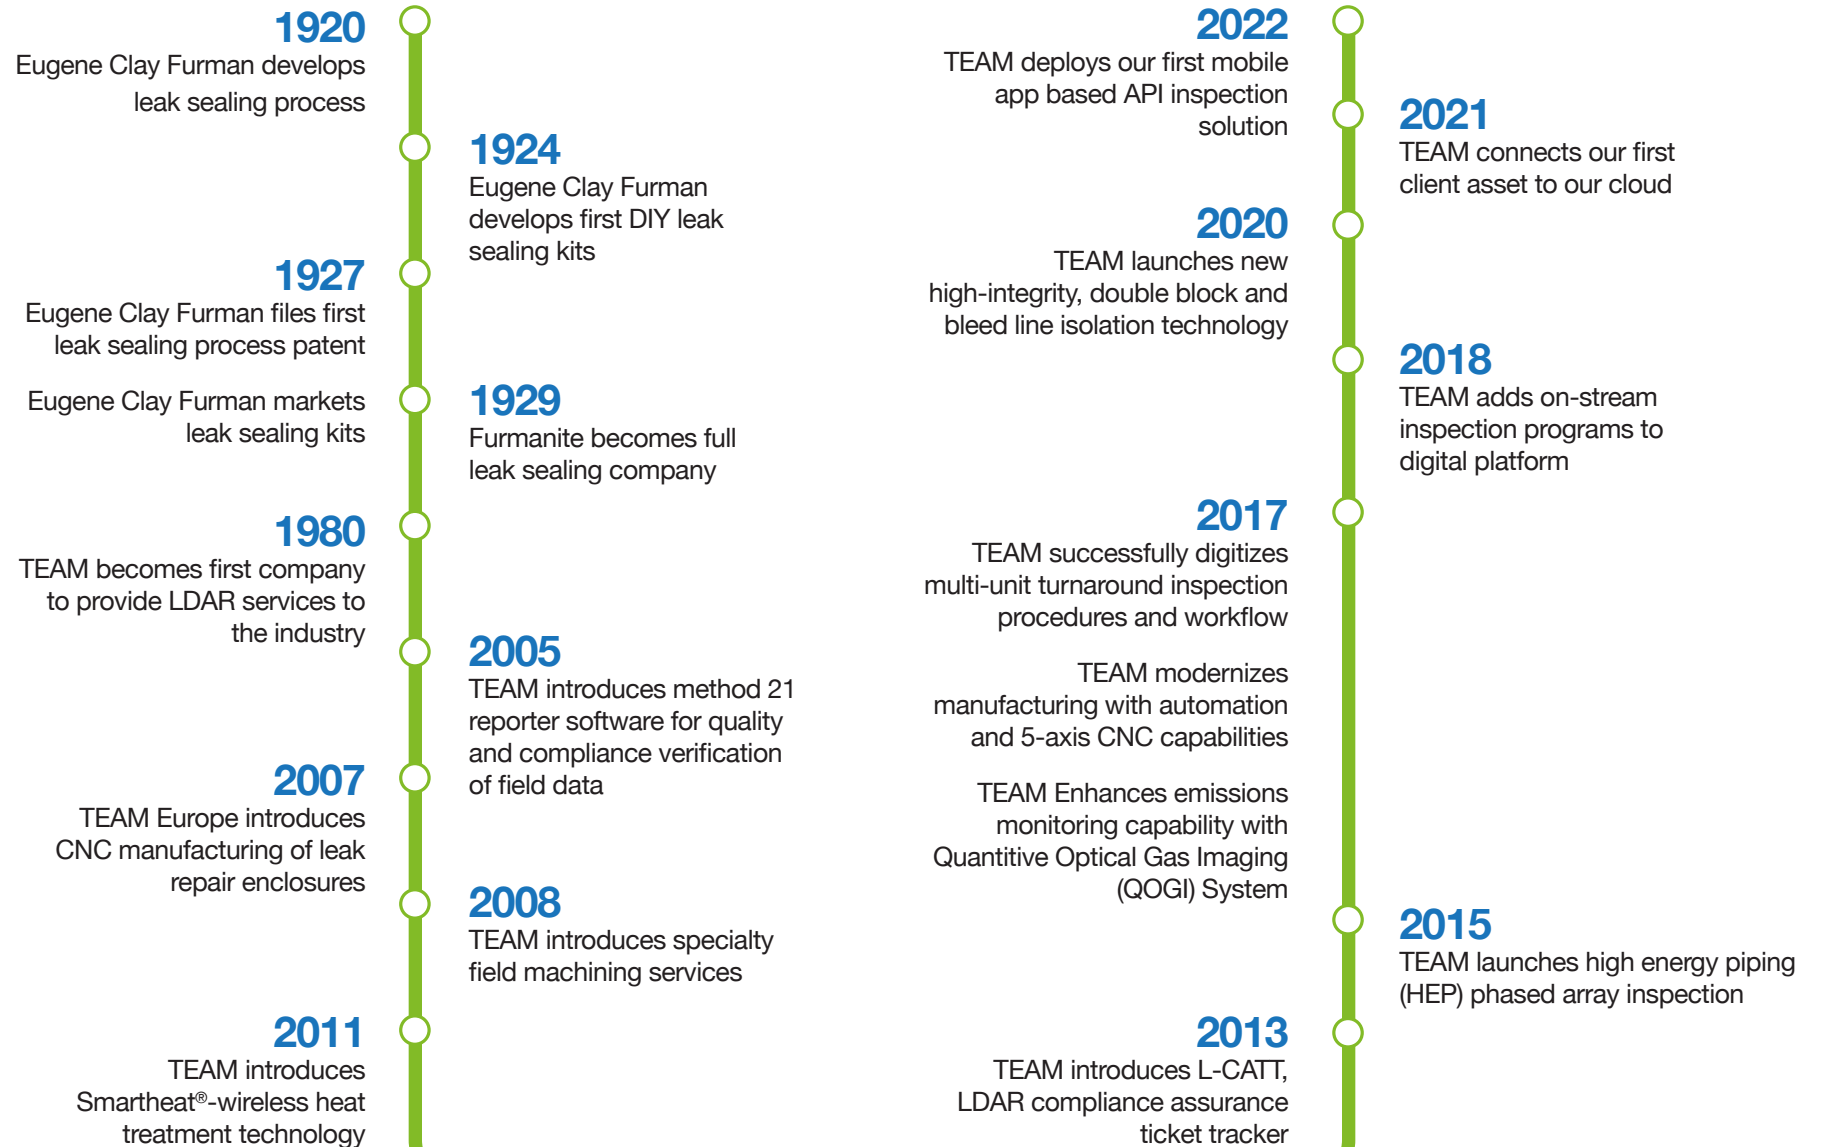 1920
Eugene Clay Furman develops
leak sealing process
1924
Eugene Clay Furman
develops first DIY leak
sealing kits
1927
Eugene Clay Furman files first
leak sealing process patent
Eugene Clay Furman markets
leak sealing kits
1929
Furmanite becomes full
leak sealing company
1980
TEAM becomes first company
to provide LDAR services to
the industry
2005
TEAM introduces method 21
reporter software for quality
and compliance verification
of field data
2007
TEAM Europe introduces
CNC manufacturing of leak
repair enclosures
2008
TEAM introduces specialty
field machining services
2011
TEAM introduces
Smartheat®-wireless heat
treatment technology
2022
TEAM deploys our first mobile
app based API inspection
solution
2021
TEAM connects our first
client asset to our cloud
2020
TEAM launches new
high-integrity, double block and
bleed line isolation technology
2018
TEAM adds on-stream
inspection programs to
digital platform
2017
TEAM successfully digitizes
multi-unit turnaround inspection
procedures and workflow
TEAM modernizes
manufacturing with automation
and 5-axis CNC capabilities
TEAM Enhances emissions
monitoring capability with
Quantitive Optical Gas Imaging
(QOGI) System
2015
TEAM launches high energy piping
(HEP) phased array inspection
2013
TEAM introduces L-CATT,
LDAR compliance assurance
ticket tracker